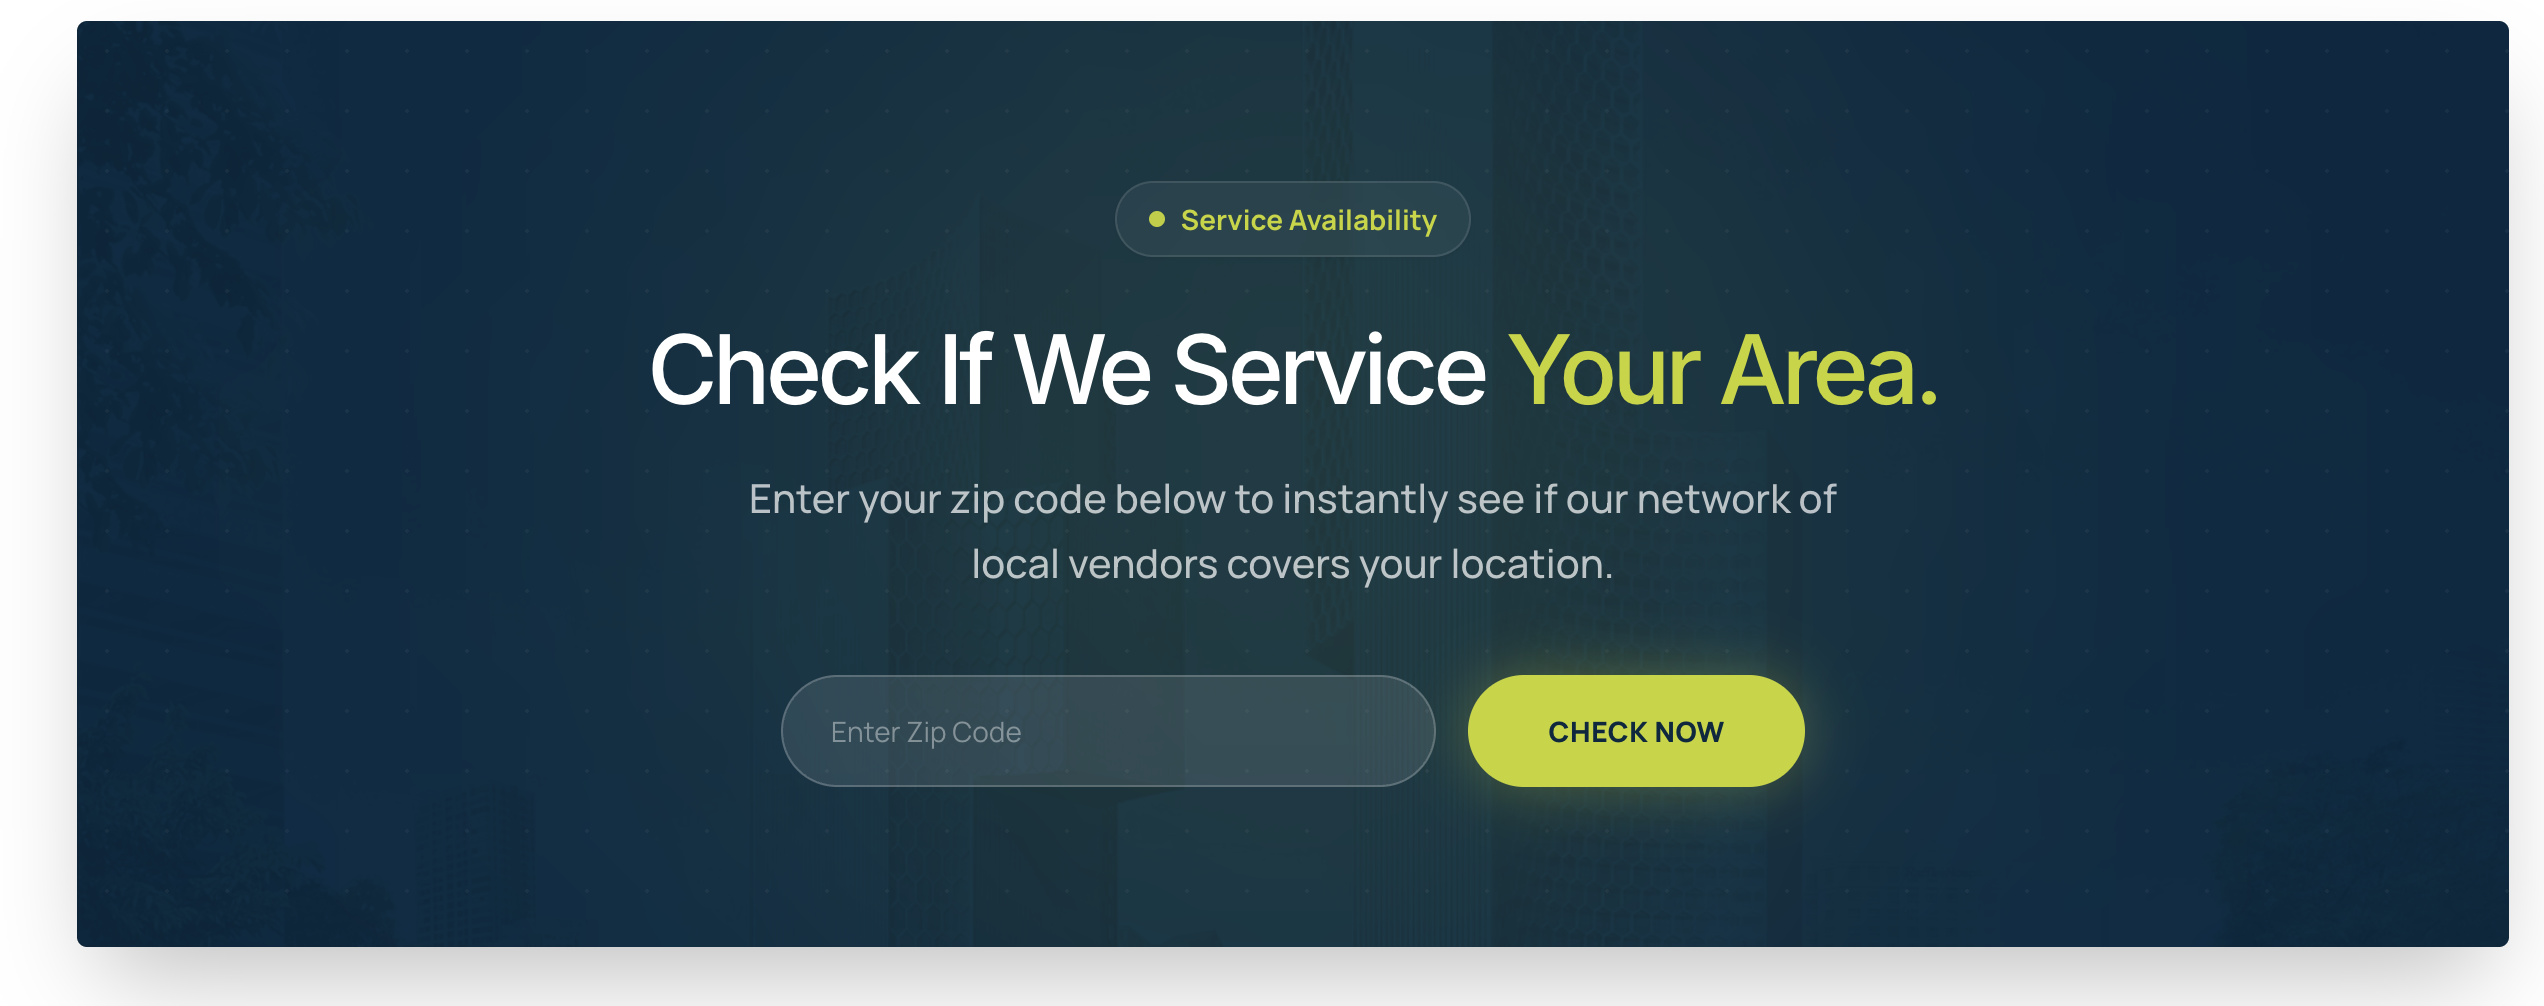 Service Availability
Check If We Service Your Area.
Enter your zip code below to instantly see if our network of
local vendors covers your location.
Enter Zip Code
CHECK NOW